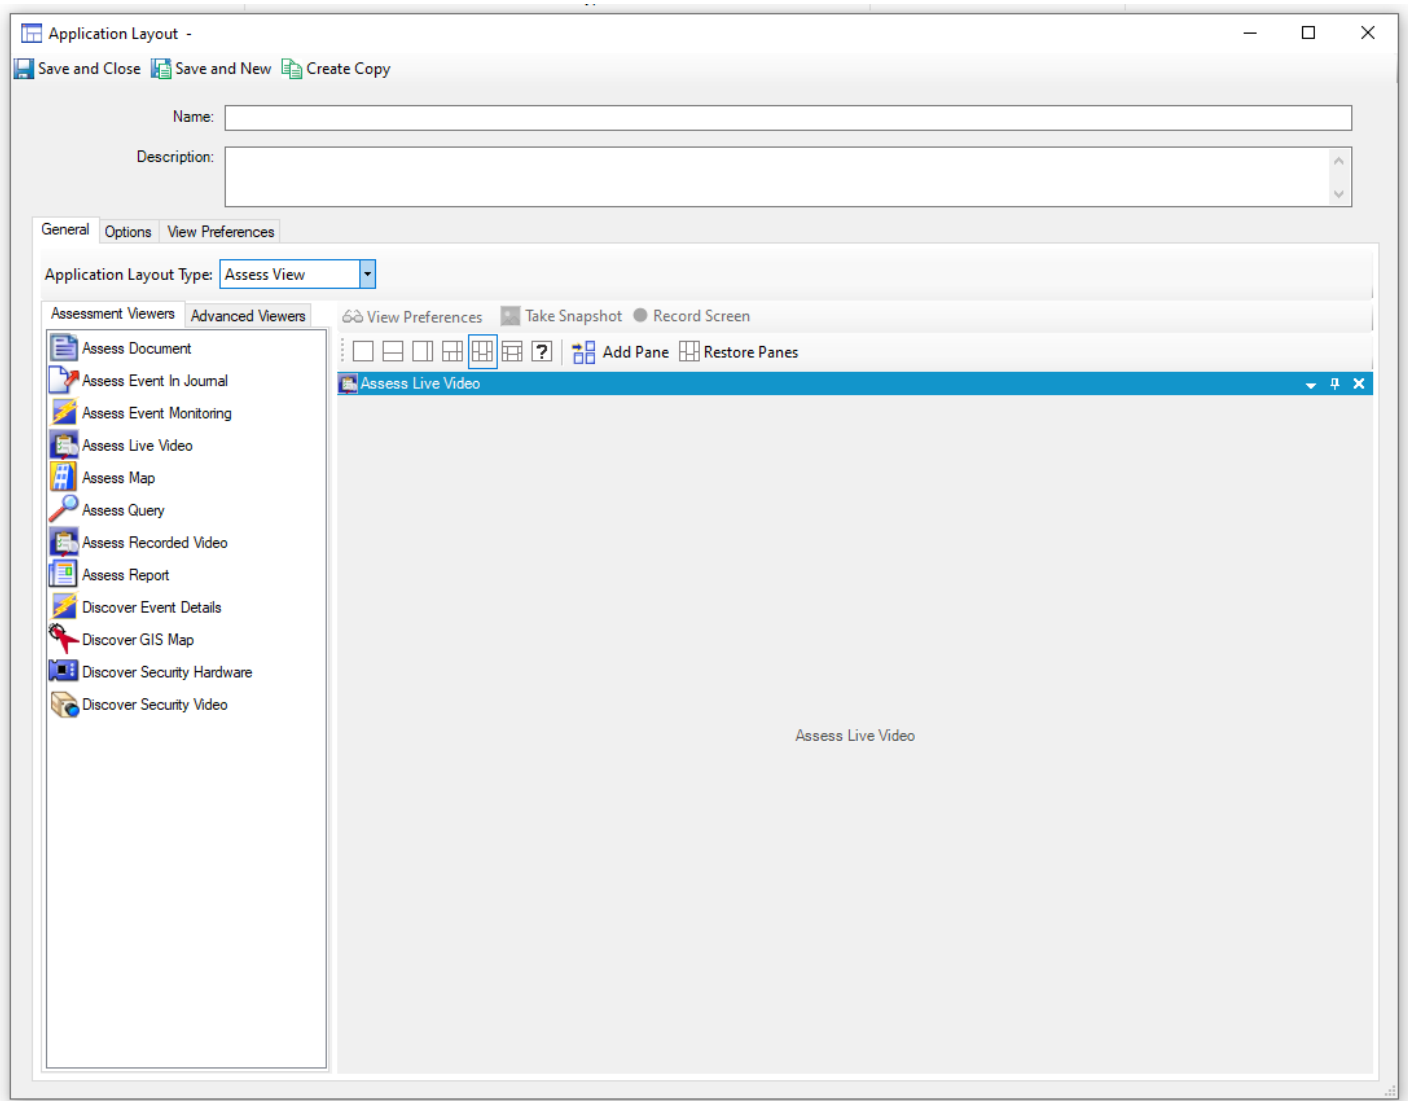 Application Layout -
Save and Close Save and New Create Copy
Name:
Description:
General Options View Preferences
Application Layout Type: Assess View
Assessment Viewers Advanced Viewers
View Preferences Take Snapshot Record Screen
? Add Pane Restore Panes
Assess Live Video
Assess Document
Assess Event In Journal
Assess Event Monitoring
Assess Live Video
Assess Map
Assess Query
Assess Recorded Video
Assess Report
Discover Event Details
Discover GIS Map
Discover Security Hardware
Discover Security Video
Assess Live Video